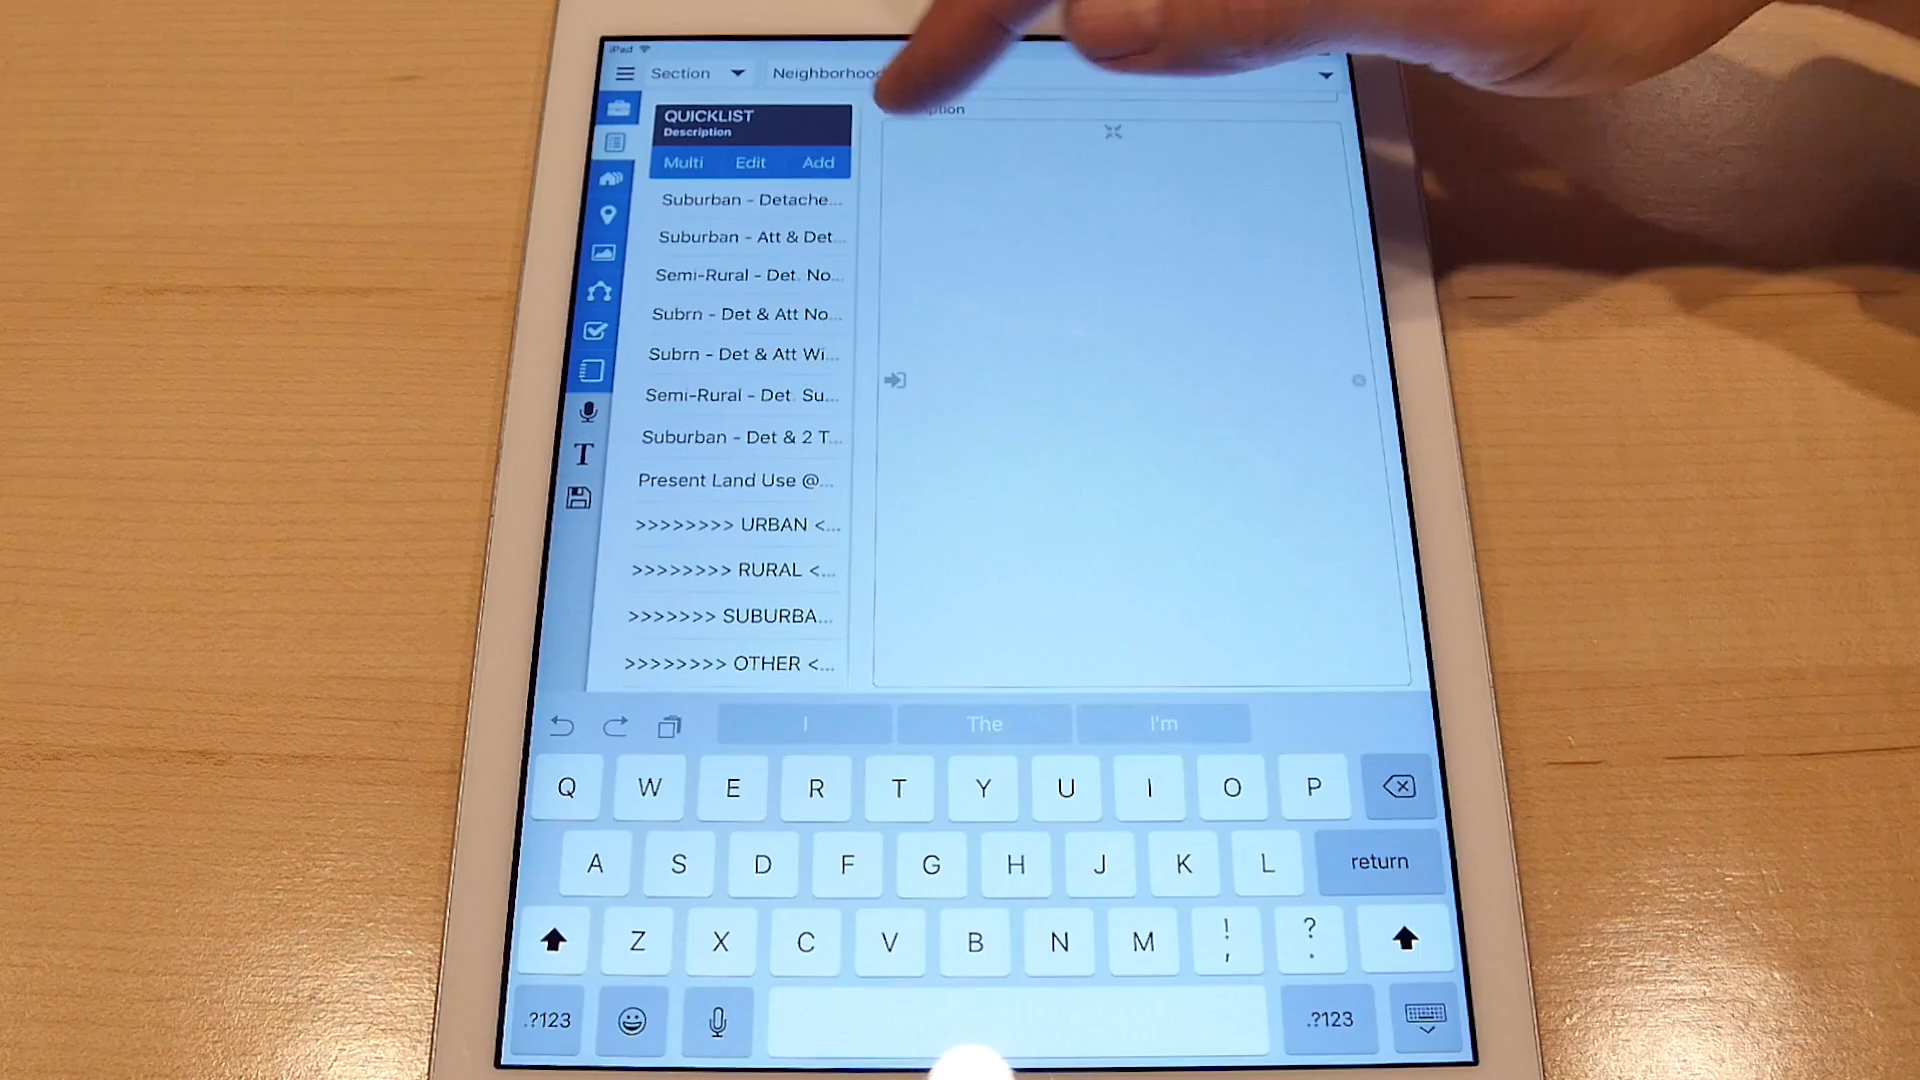 iPad
Section
Neighborhood
QUICKLIST
Description
Multi Edit Add
Suburban - Detache...
Suburban - Att & Det...
Semi-Rural - Det. No...
Subrn - Det & Att No...
Subrn - Det & Att Wi...
Semi-Rural - Det. Su...
Suburban - Det & 2 T...
Present Land Use @...
>>>>>>>> URBAN <...
>>>>>>>> RURAL <...
>>>>>>> SUBURBA...
>>>>>>>> OTHER <...
ption
T
I The I'm
Q W E R T Y U I O P
A S D F G H J K L return
Z X C V B N M ! , ? .
.?123 .?123